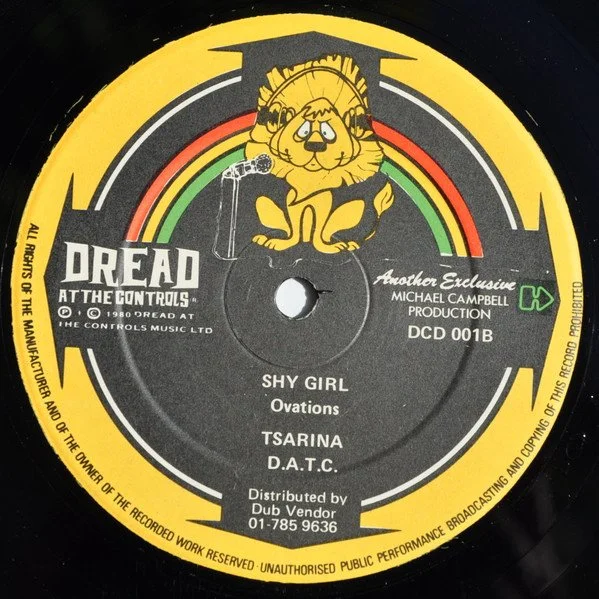 DREAD
AT THE CONTROLS ®
Ⓟ & © 1980 DREAD AT
THE CONTROLS MUSIC LTD
Another Exclusive
MICHAEL CAMPBELL
PRODUCTION
DCD 001B
SHY GIRL
Ovations
TSARINA
D.A.T.C.
Distributed by
Dub Vendor
01-785 9636
ALL RIGHTS OF THE MANUFACTURER AND OF THE OWNER OF THE RECORDED WORK RESERVED · UNAUTHORISED PUBLIC PERFORMANCE BROADCASTING AND COPYING OF THIS RECORD PROHIBITED